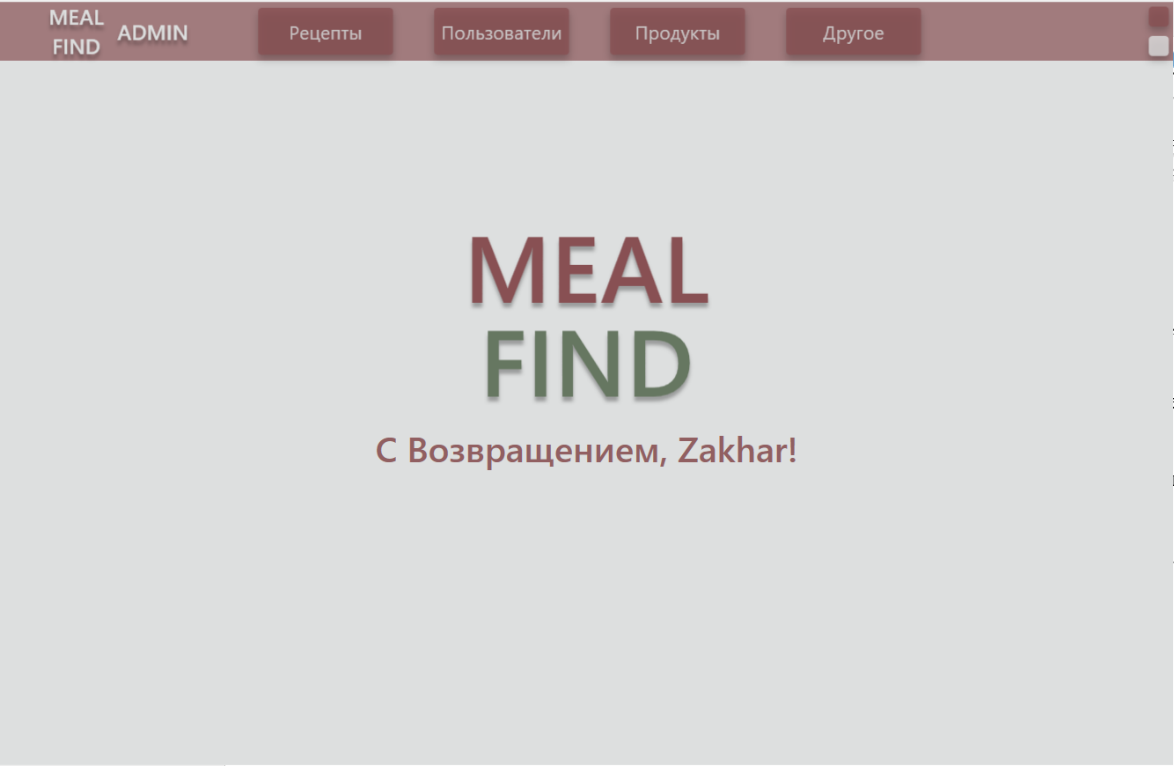 MEAL
FIND
ADMIN
Рецепты
Пользователи
Продукты
Другое
MEAL
FIND
С Возвращением, Zakhar!